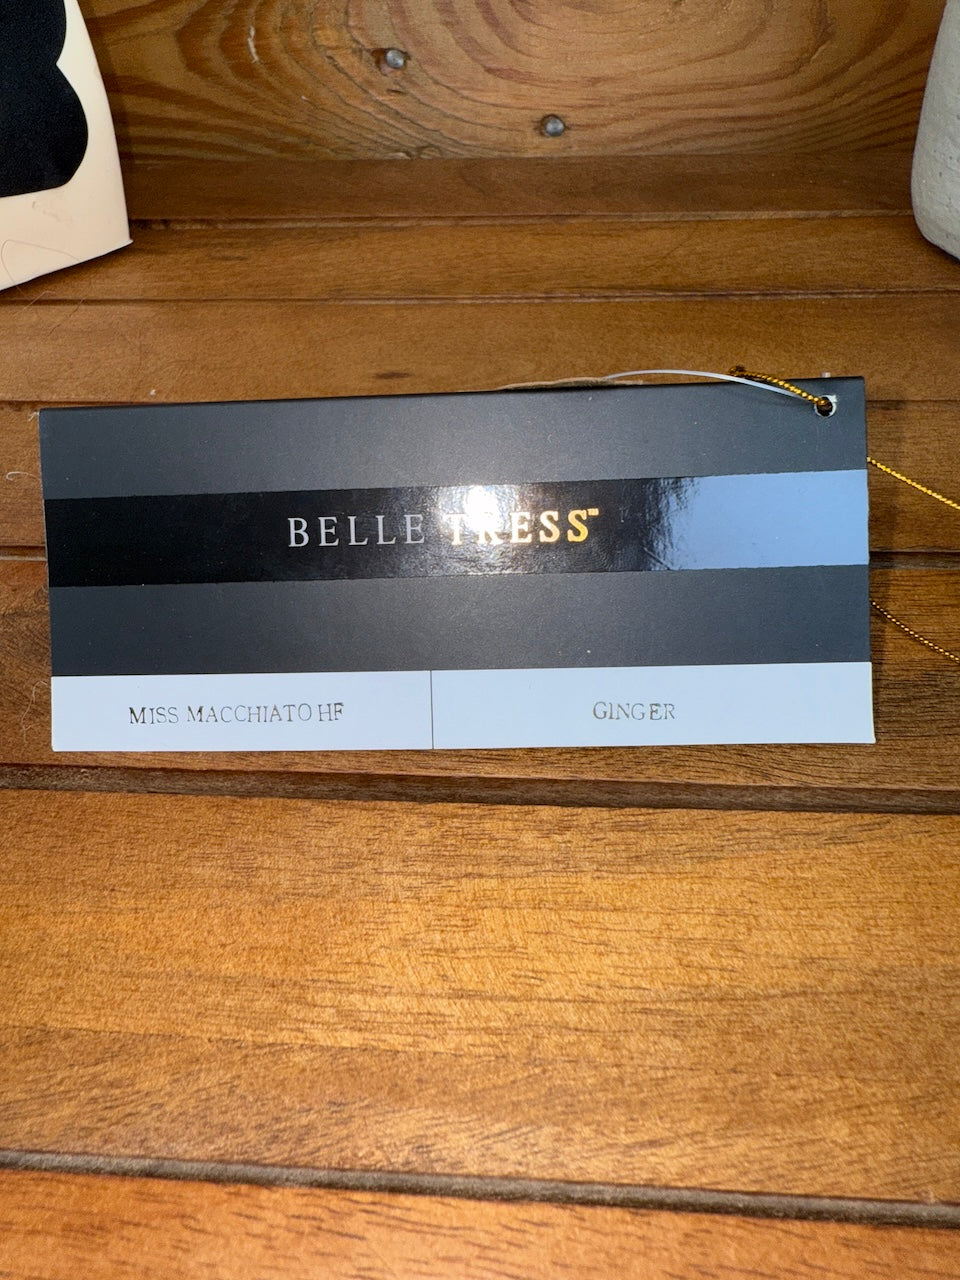 BELLE TRESS™
MISS MACCHIATO HF
GINGER